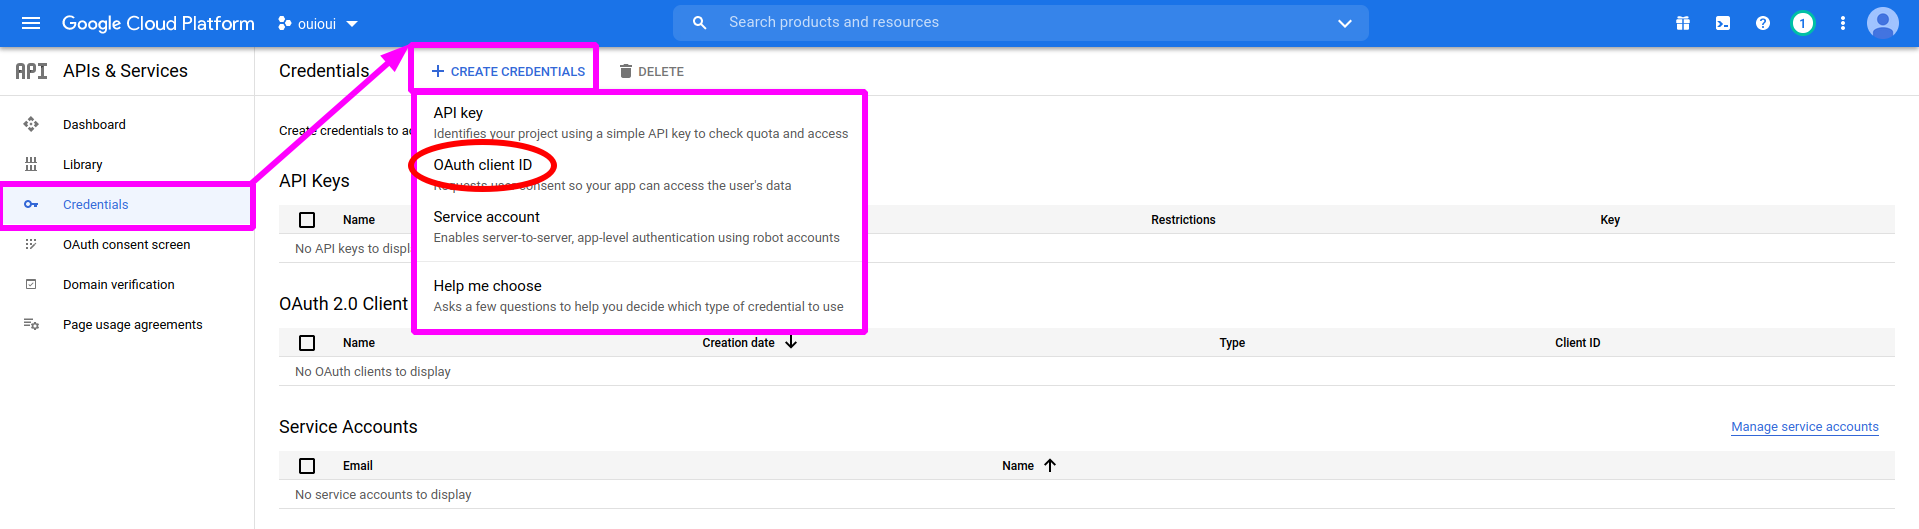 Google Cloud Platform
ouioui
Search products and resources
1
API APIs & Services
Credentials
CREATE CREDENTIALS
DELETE
Dashboard
Library
Credentials
OAuth consent screen
Domain verification
Page usage agreements
Create credentials to ac
API key
Identifies your project using a simple API key to check quota and access
OAuth client ID
Requests user consent so your app can access the user's data
Service account
Enables server-to-server, app-level authentication using robot accounts
Help me choose
Asks a few questions to help you decide which type of credential to use
API Keys
Name Restrictions Key
No API keys to displ
OAuth 2.0 Client
Name Creation date Type Client ID
No OAuth clients to display
Service Accounts
Manage service accounts
Email Name
No service accounts to display